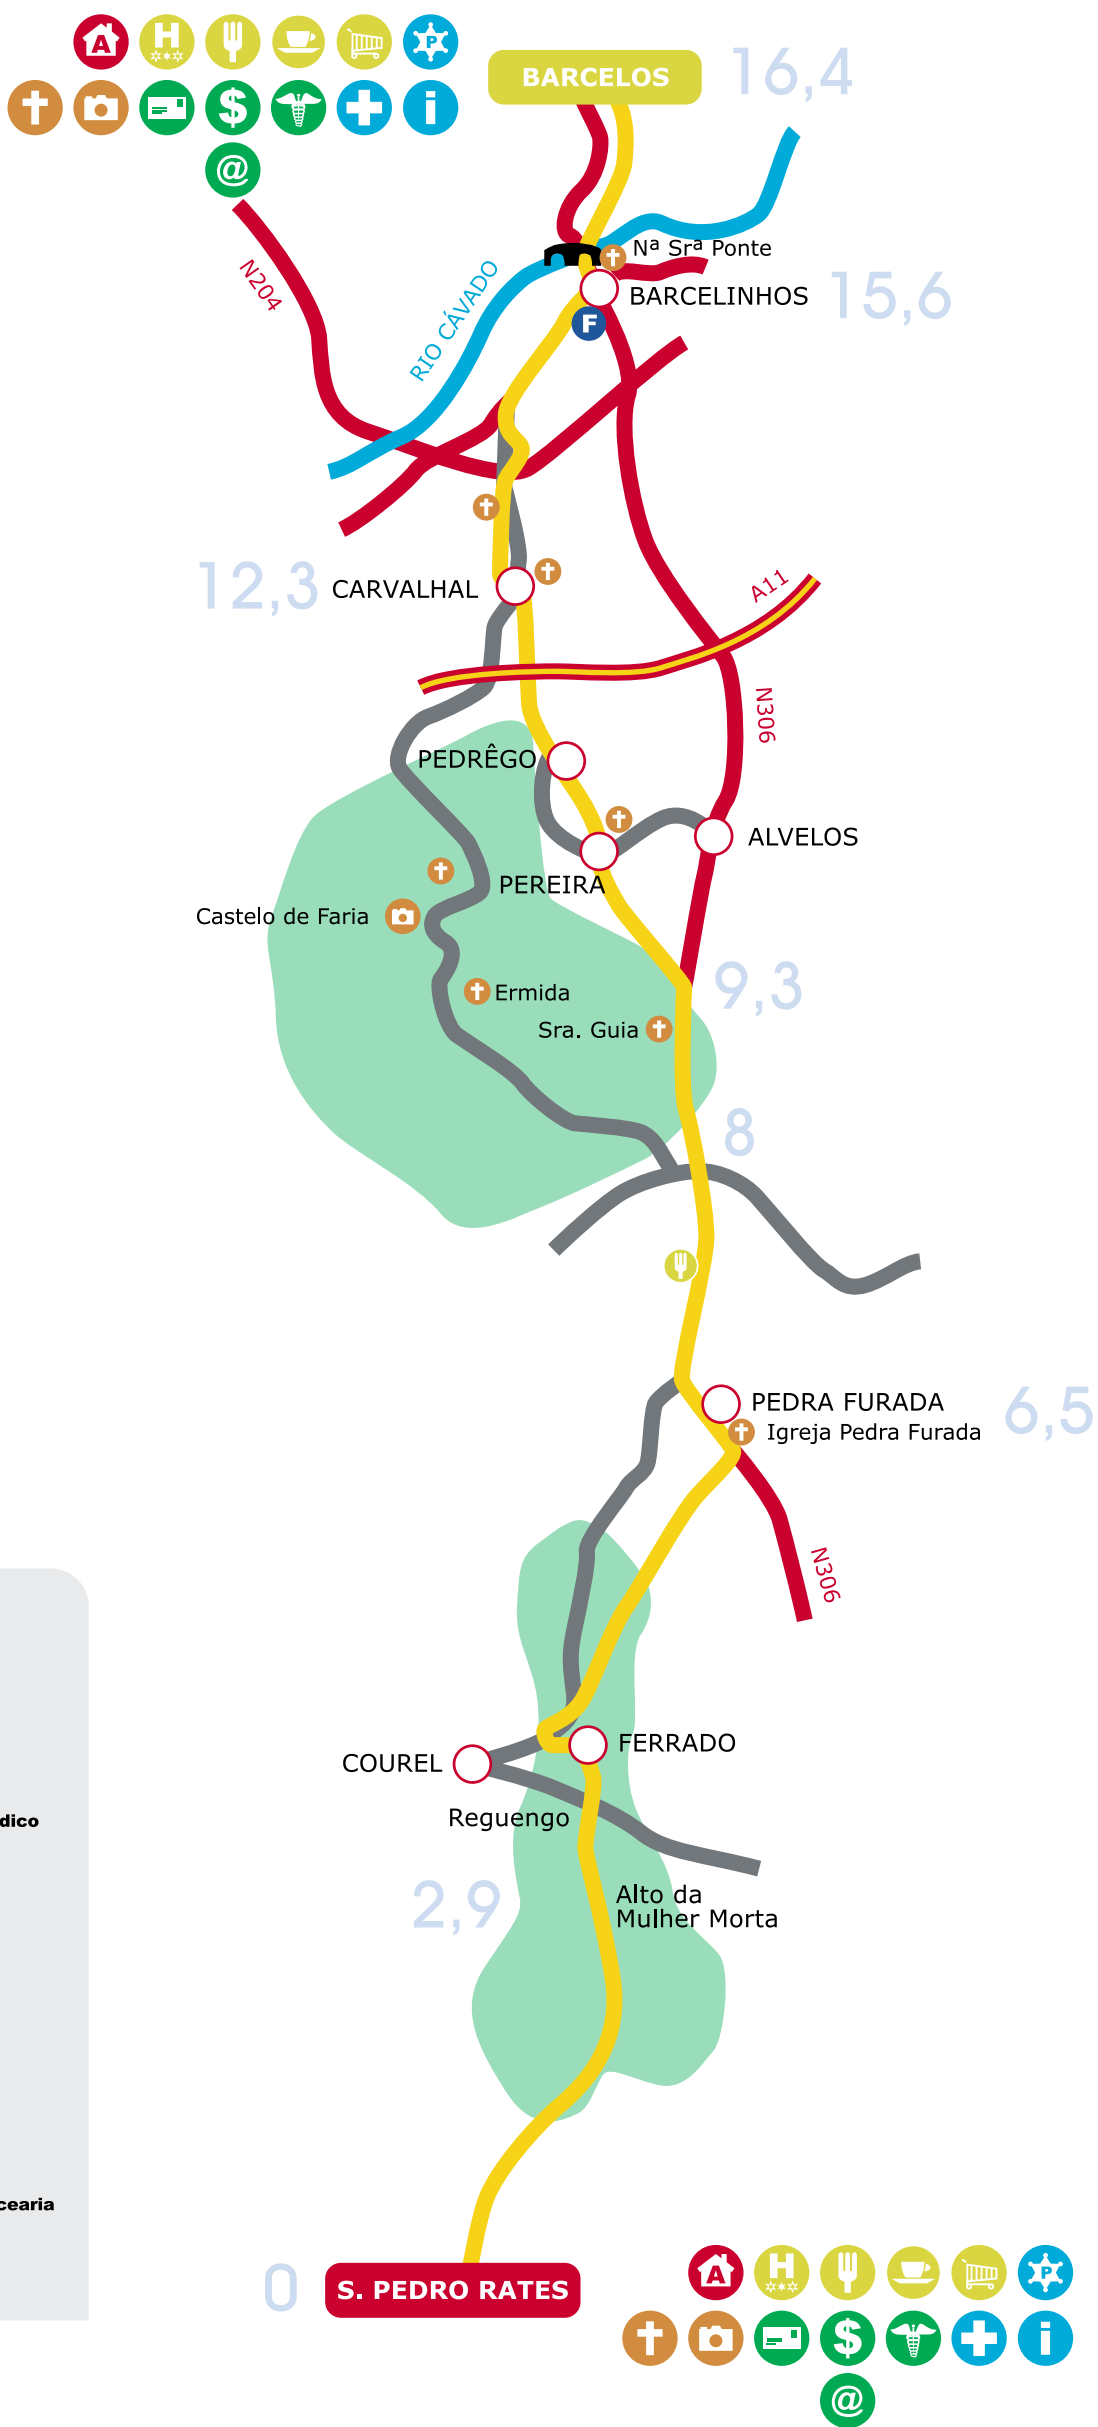 A
H
P
BARCELOS
16,4
$
i
@
N204
RIO CÁVADO
Nª Srª Ponte
BARCELINHOS
15,6
F
12,3
CARVALHAL
A11
N306
PEDRÊGO
ALVELOS
PEREIRA
Castelo de Faria
9,3
Ermida
Sra. Guia
8
PEDRA FURADA
6,5
Igreja Pedra Furada
N306
FERRADO
COUREL
Reguengo
dico
2,9
Alto da
Mulher Morta
cearia
0
S. PEDRO RATES
A
H
P
$
i
@